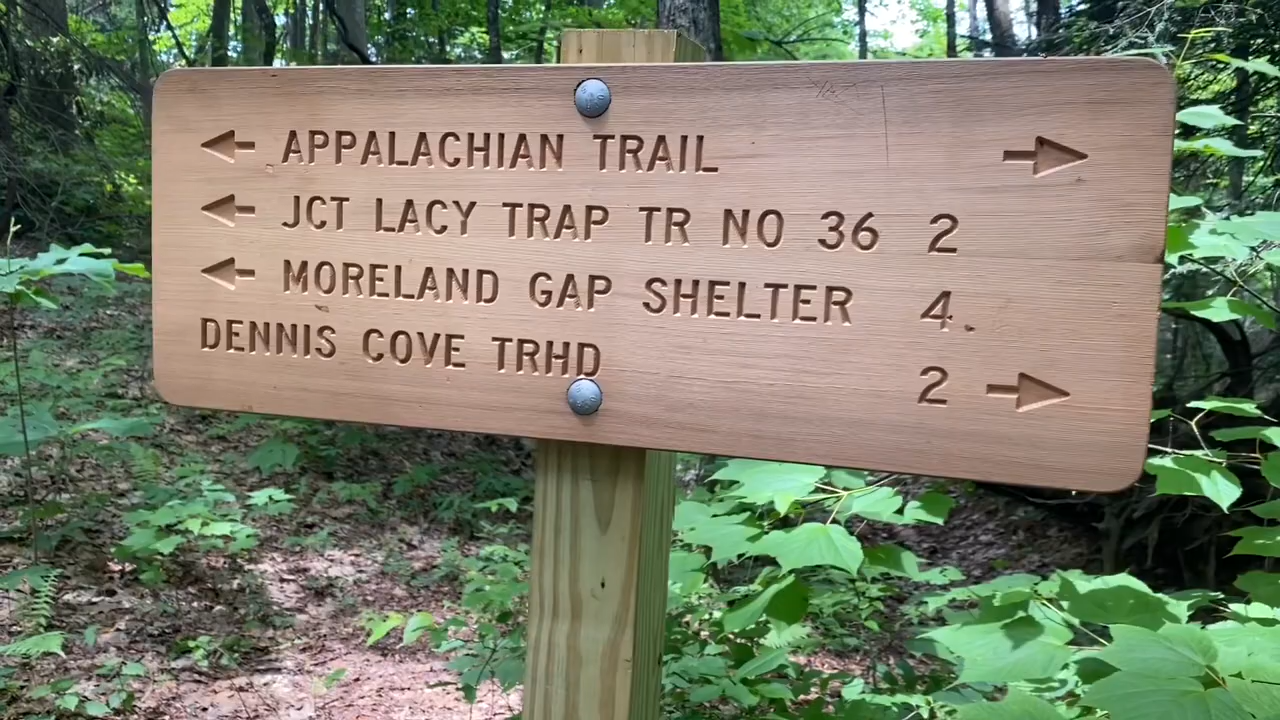 ← APPALACHIAN TRAIL →
← JCT LACY TRAP TR NO 36 2
← MORELAND GAP SHELTER 4.
DENNIS COVE TRHD 2 →